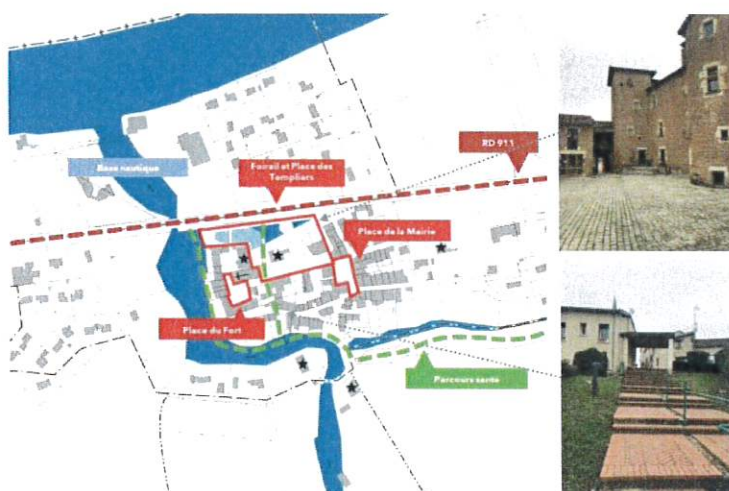 RD 911
Base nautique
Foirail et Place des
Templiers
Place de la Mairie
Place du Fort
Parcours santé